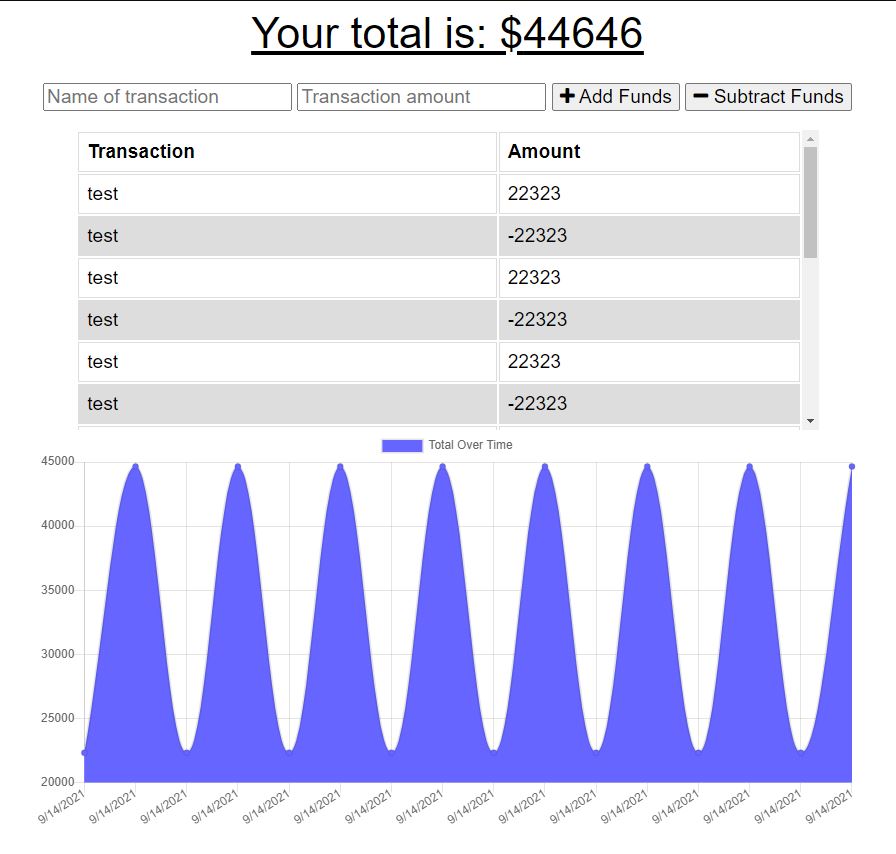 Your total is: $44646
Name of transaction Transaction amount Add Funds Subtract Funds
Transaction Amount
test 22323
test -22323
test 22323
test -22323
test 22323
test -22323
Total Over Time
45000
40000
35000
30000
25000
20000
9/14/2021 9/14/2021 9/14/2021 9/14/2021 9/14/2021 9/14/2021 9/14/2021 9/14/2021 9/14/2021 9/14/2021 9/14/2021 9/14/2021 9/14/2021 9/14/2021 9/14/2021 9/14/2021